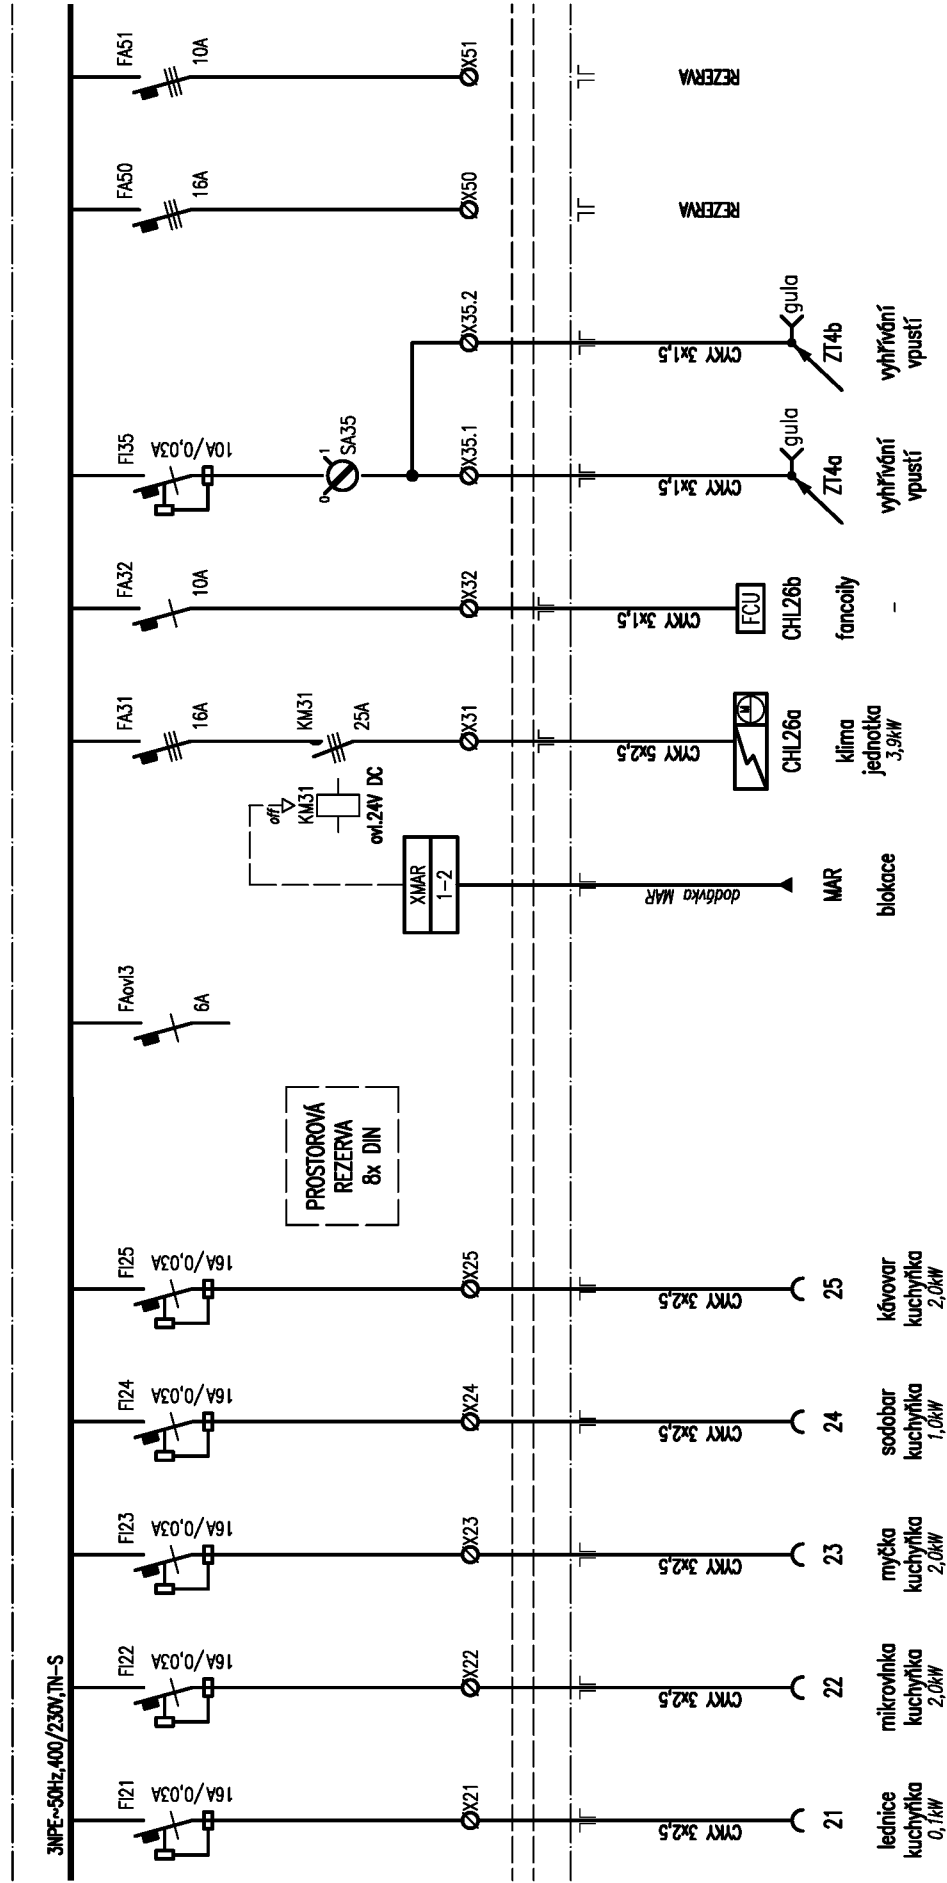 3NPE~50Hz,400/230V,TN-S
FI21
16A/0,03A
X21
CYKY 3x2,5
21
lednice
kuchyňka
0,1kW
FI22
16A/0,03A
X22
CYKY 3x2,5
22
mikrovlnka
kuchyňka
2,0kW
FI23
16A/0,03A
X23
CYKY 3x2,5
23
myčka
kuchyňka
2,0kW
FI24
16A/0,03A
X24
CYKY 3x2,5
24
sodobar
kuchyňka
1,0kW
FI25
16A/0,03A
X25
CYKY 3x2,5
25
kávovar
kuchyňka
2,0kW
PROSTOROVÁ
REZERVA
8x DIN
FAovl3
6A
XMAR
1-2
dodávka MAR
MAR
blokace
off
KM31
ovl.24V DC
FA31
16A
KM31
25A
X31
CYKY 5x2,5
M
CHL26a
klima
jednotka
3,9kW
FA32
10A
X32
CYKY 3x1,5
FCU
CHL26b
fancoily
-
FI35
10A/0,03A
0
1
SA35
X35.1
CYKY 3x1,5
gula
ZT4a
vyhřívání
vpustí
X35.2
CYKY 3x1,5
gula
ZT4b
vyhřívání
vpustí
FA50
16A
X50
REZERVA
FA51
10A
X51
REZERVA